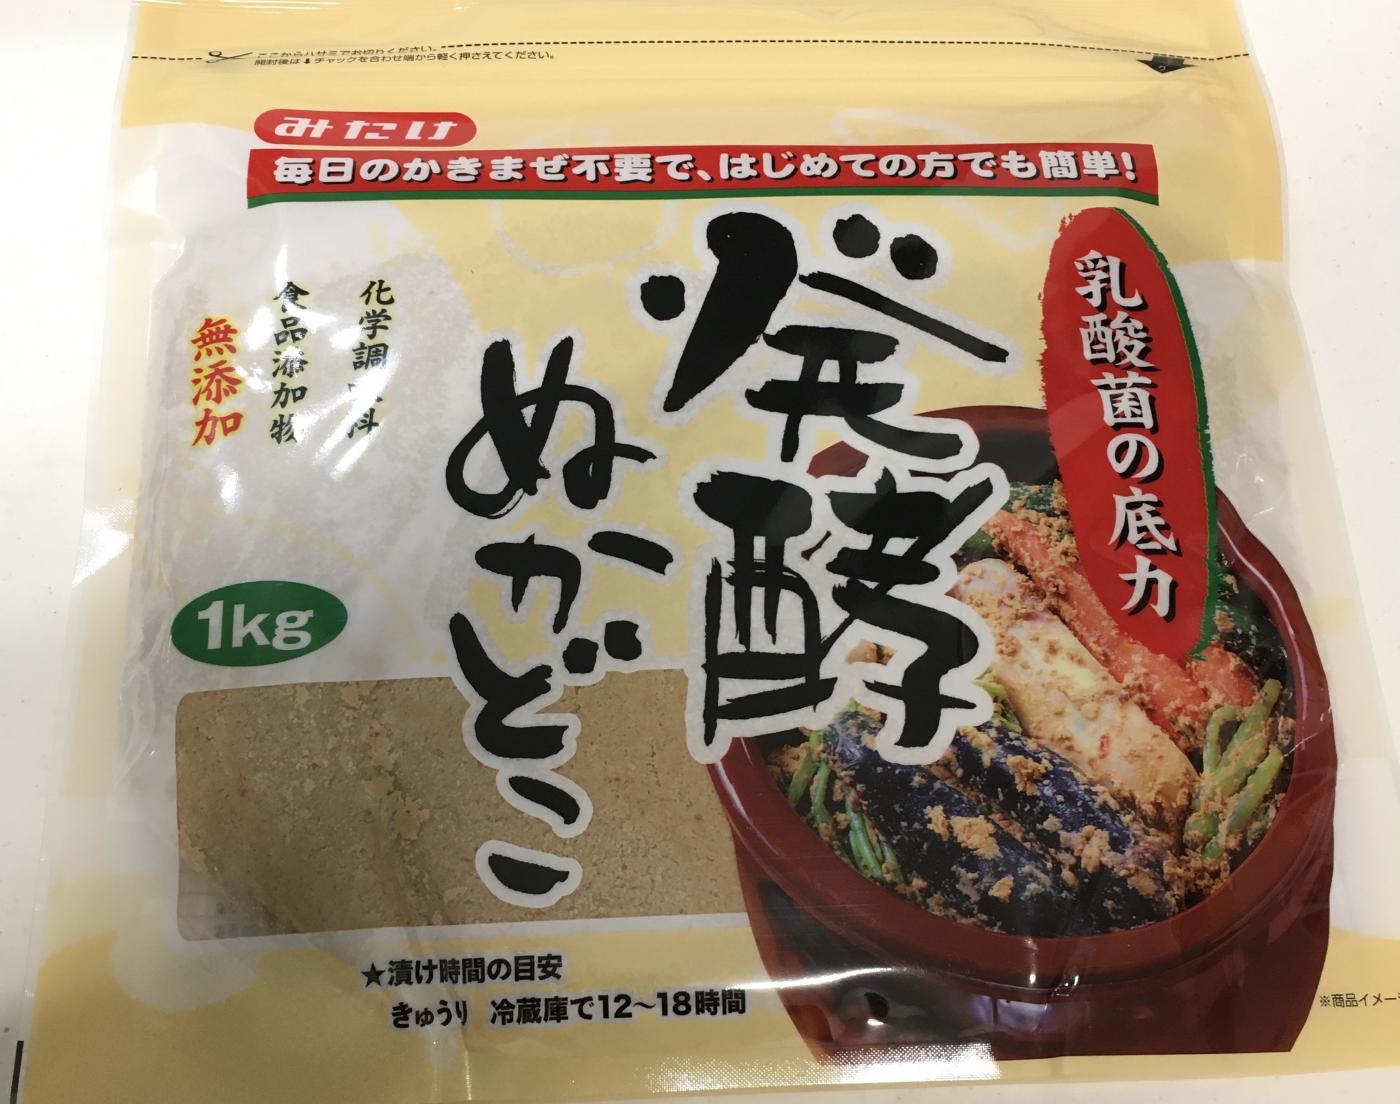 ここからハサミでお切りください。
開封後は⬇チャックを合わせ端から軽く押さえてください。
みたけ
毎日のかきまぜ不要で、はじめての方でも簡単!
乳酸菌の底力
発酵
ぬかどこ
化学調 料
食品添加物
無添加
1kg
★漬け時間の目安
きゅうり 冷蔵庫で12~18時間
※商品イメー